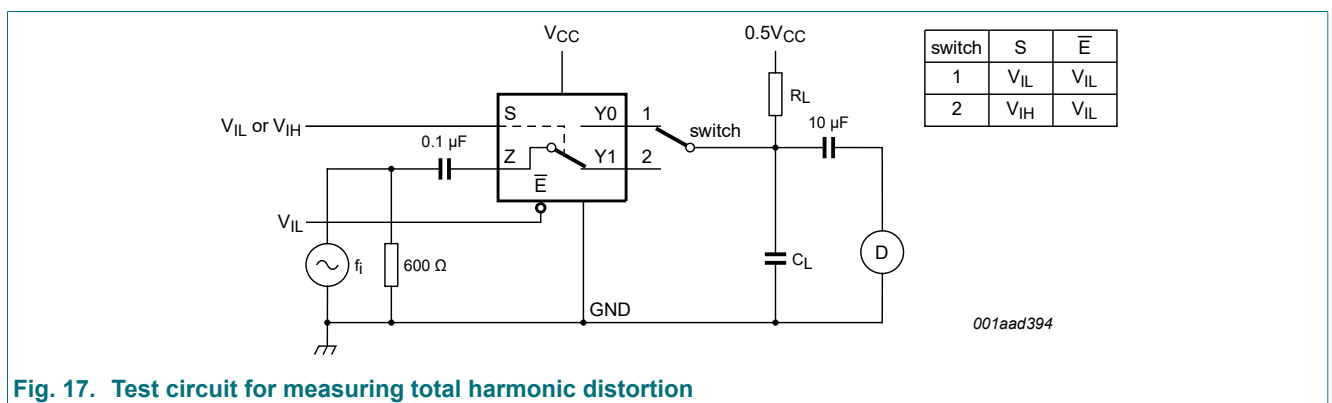 VCC
0.5VCC
switch S E̅
1 VIL VIL
2 VIH VIL
RL
10 µF
S
Y0
1
switch
VIL or VIH
0.1 µF
Z
Y1
2
E̅
VIL
fi
600 Ω
CL
D
GND
001aad394
Fig. 17. Test circuit for measuring total harmonic distortion